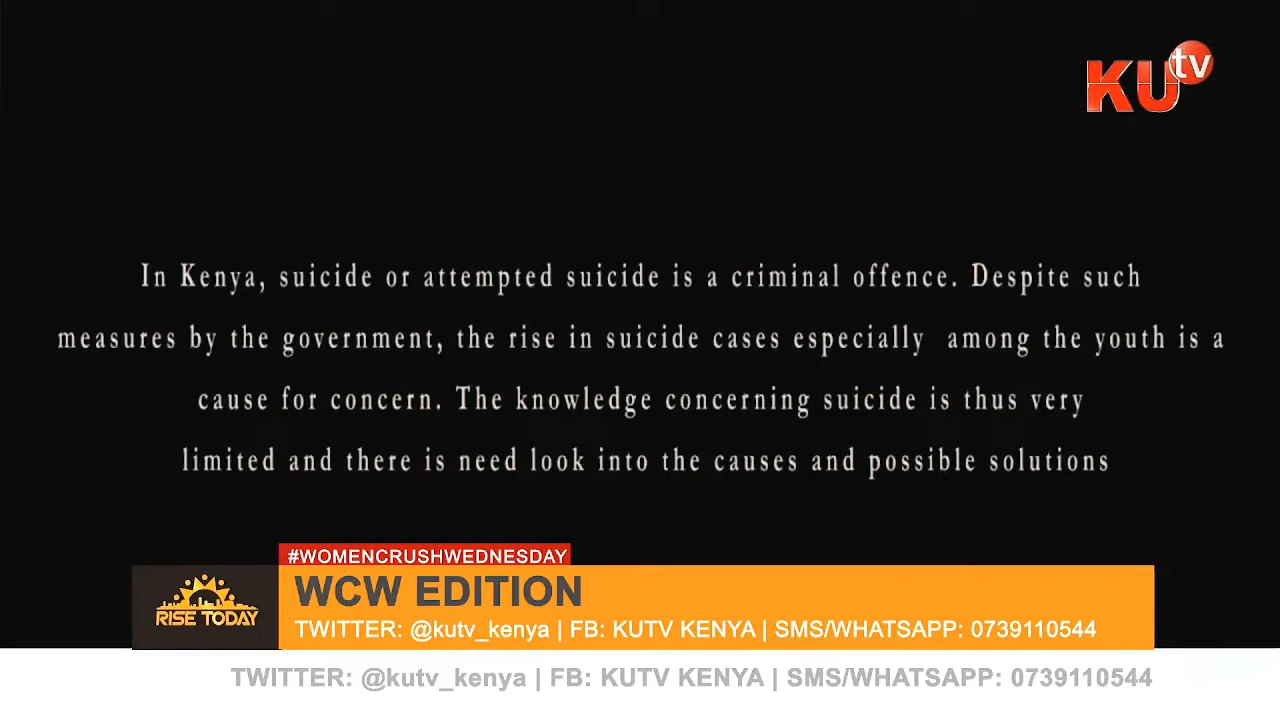 KU tv
In Kenya, suicide or attempted suicide is a criminal offence. Despite such
measures by the government, the rise in suicide cases especially among the youth is a
cause for concern. The knowledge concerning suicide is thus very
limited and there is need look into the causes and possible solutions
#WOMENCRUSHWEDNESDAY
WCW EDITION
RISE TODAY
TWITTER: @kutv_kenya | FB: KUTV KENYA | SMS/WHATSAPP: 0739110544
TWITTER: @kutv_kenya | FB: KUTV KENYA | SMS/WHATSAPP: 0739110544